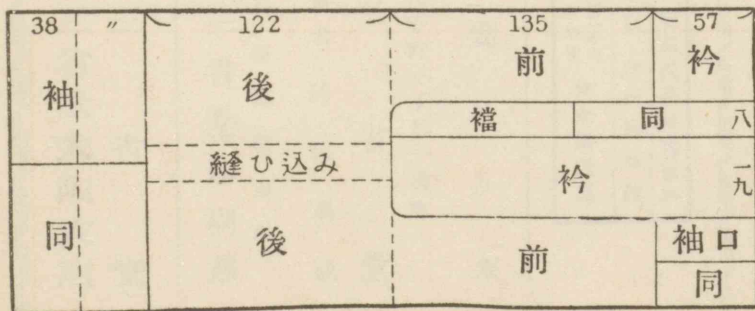 38 〃 122 135 57
袖 後 前 衿
襠 同 八
縫ひ込み 衿 一九
同 後 前 袖口
同